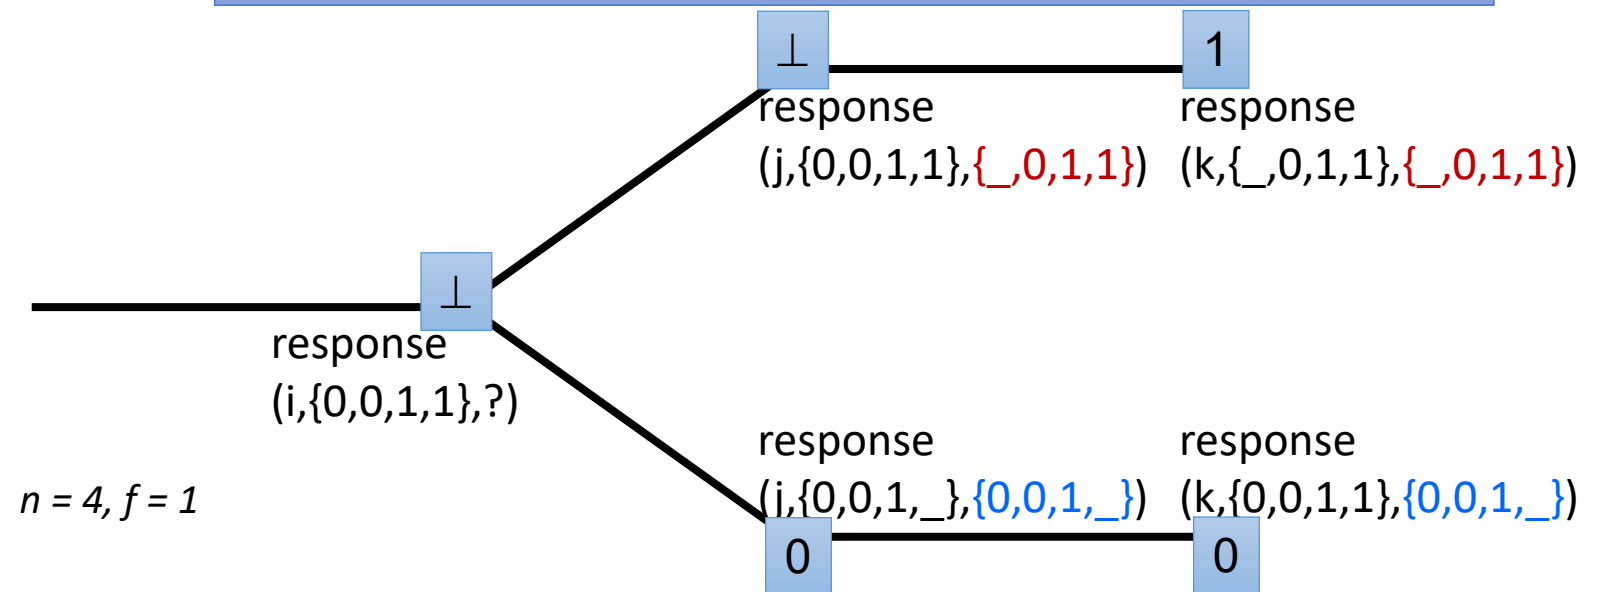 ⊥
1
response
(j,{0,0,1,1},{_,0,1,1})
response
(k,{_,0,1,1},{_,0,1,1})
⊥
response
(i,{0,0,1,1},?)
n = 4, f = 1
response
(j,{0,0,1,_},{0,0,1,_})
response
(k,{0,0,1,1},{0,0,1,_})
0
0